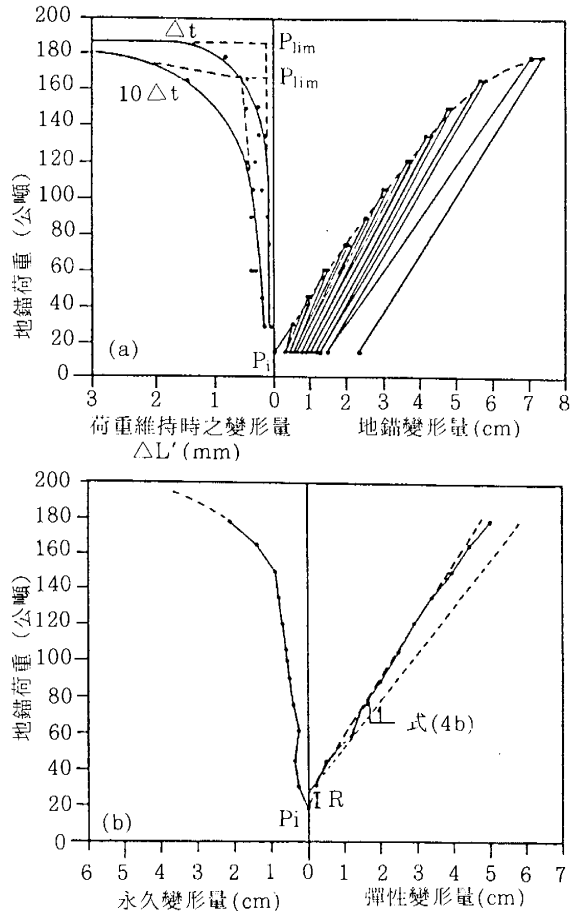 200
180
160
140
120
100
80
60
40
20
0
地錨荷重（公噸）
△t
10△t
Plim
Plim
(a)
Pi
3 2 1 0 1 2 3 4 5 6 7 8
荷重維持時之變形量 地錨變形量(cm)
△L′(mm)
200
180
160
140
120
100
80
60
40
20
0
地錨荷重（公噸）
式(4b)
R
Pi
(b)
6 5 4 3 2 1 0 1 2 3 4 5 6 7
永久變形量(cm) 彈性變形量(cm)